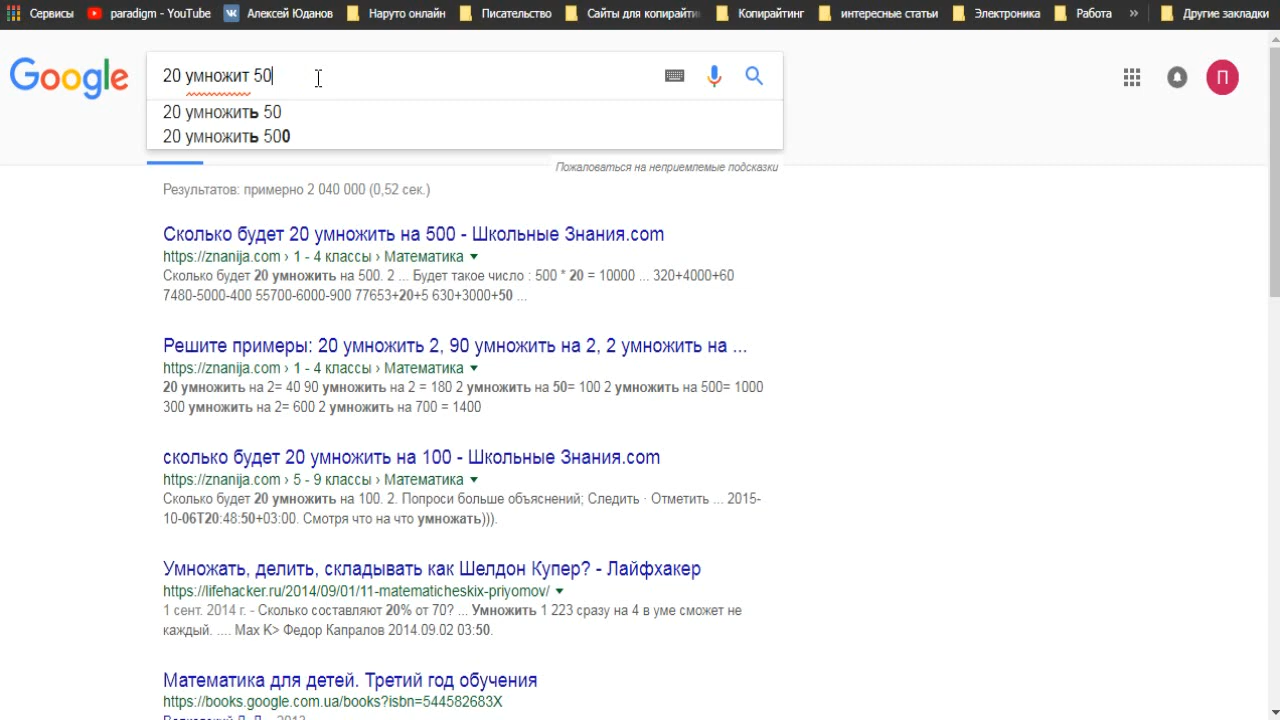 Сервисы paradigm - YouTube Алексей Юданов Наруто онлайн Писательство Сайты для копирайти Копирайтинг интересные статьи Электроника Работа » Другие закладки
Google
20 умножит 50
П
20 умножить 50
20 умножить 500
Пожаловаться на неприемлемые подсказки
Результатов: примерно 2 040 000 (0,52 сек.)
Сколько будет 20 умножить на 500 - Школьные Знания.com
https://znanija.com › 1 - 4 классы › Математика
Сколько будет 20 умножить на 500. 2 ... Будет такое число : 500 * 20 = 10000 ... 320+4000+60
7480-5000-400 55700-6000-900 77653+20+5 630+3000+50 ...
Решите примеры: 20 умножить 2, 90 умножить на 2, 2 умножить на ...
https://znanija.com › 1 - 4 классы › Математика
20 умножить на 2= 40 90 умножить на 2 = 180 2 умножить на 50= 100 2 умножить на 500= 1000
300 умножить на 2= 600 2 умножить на 700 = 1400
сколько будет 20 умножить на 100 - Школьные Знания.com
https://znanija.com › 5 - 9 классы › Математика
Сколько будет 20 умножить на 100. 2. Попроси больше объяснений; Следить · Отметить ... 2015-
10-06T20:48:50+03:00. Смотря что на что умножать))).
Умножать, делить, складывать как Шелдон Купер? - Лайфхакер
https://lifehacker.ru/2014/09/01/11-matematicheskix-priyomov/
1 сент. 2014 г. - Сколько составляют 20% от 70? ... Умножить 1 223 сразу на 4 в уме сможет не
каждый. .... Max K> Федор Капралов 2014.09.02 03:50.
Математика для детей. Третий год обучения
https://books.google.com.ua/books?isbn=544582683X